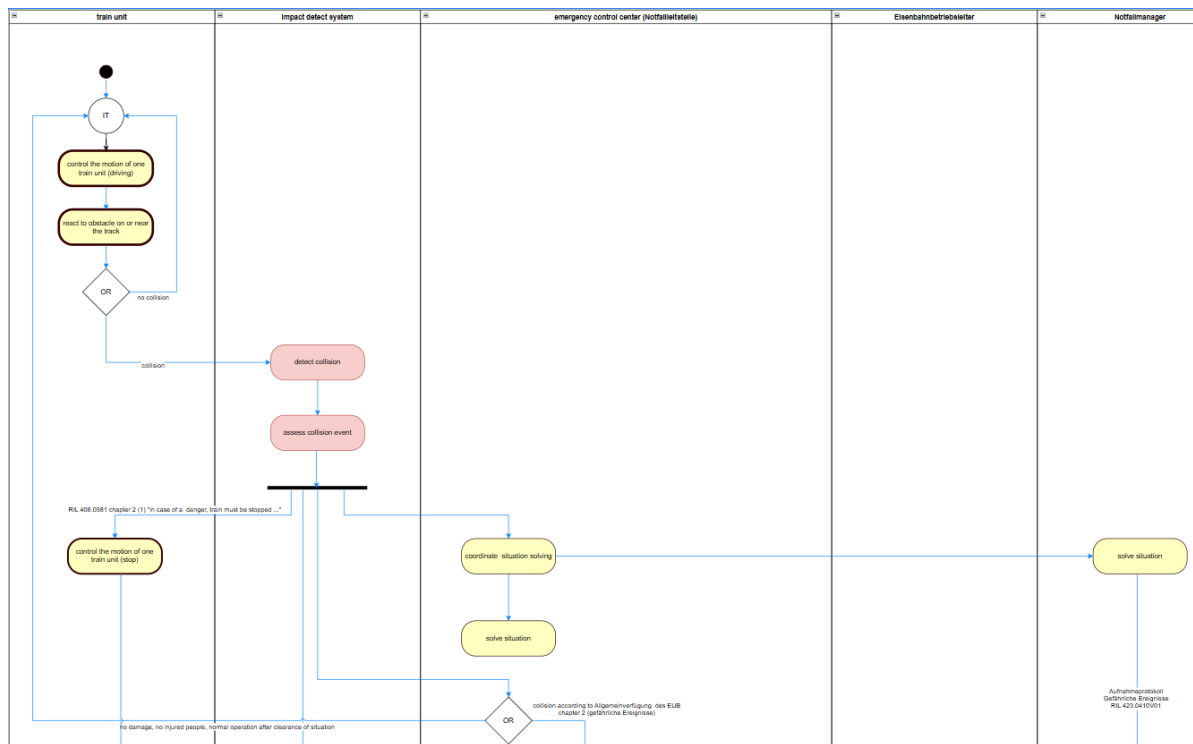 train unit
Impact detect system
emergency control center (Notfallleitstelle)
Eisenbahnbetriebsleiter
Notfallmanager
IT
control the motion of one
train unit (driving)
react to obstacle on or near
the track
OR
no collision
collision
detect collision
assess collision event
RIL 408.0581 chapter 2 (1) "in case of a danger, train must be stopped ..."
control the motion of one
train unit (stop)
coordinate situation solving
solve situation
solve situation
Aufnahmeprotokoll
Gefährliche Ereignisse
RIL 423.0410V01
collision according to Allgemeinverfügung des EUB
chapter 2 (gefährliche Ereignisse)
OR
no damage, no injured people, normal operation after clearance of situation